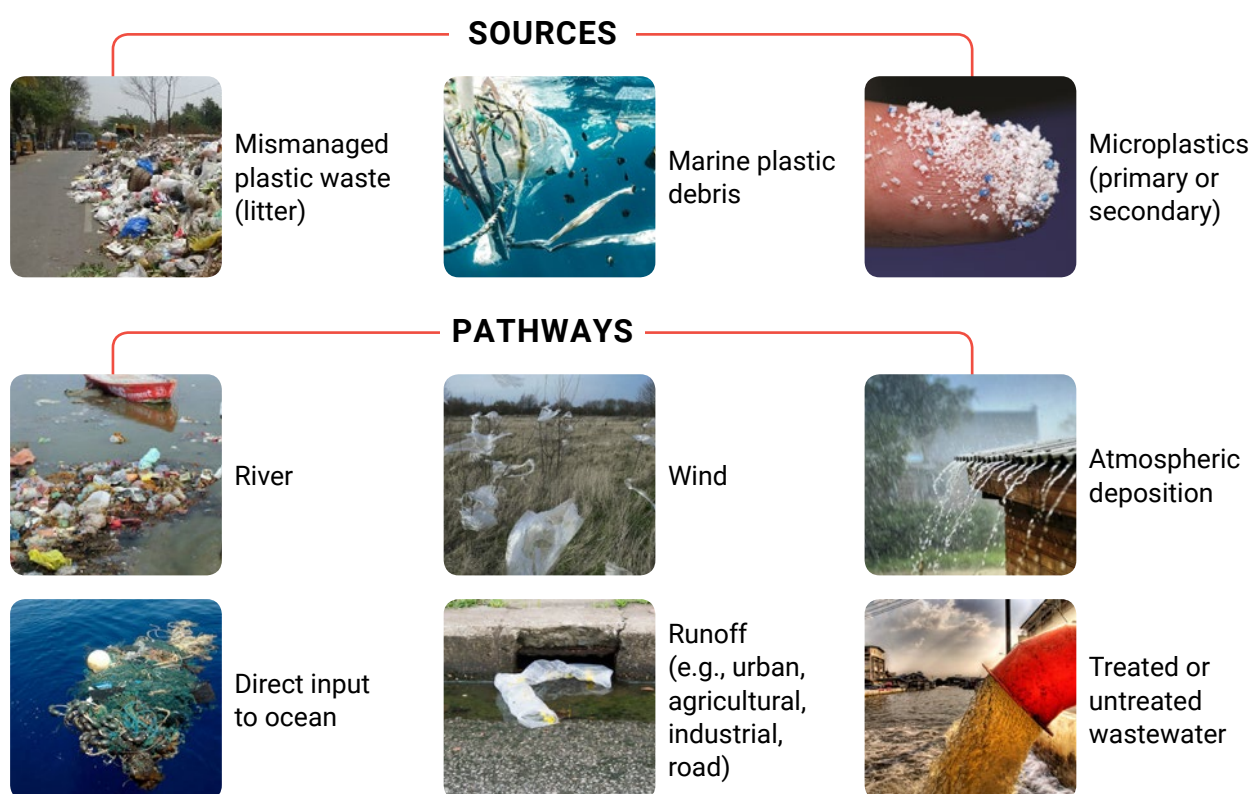 SOURCES
Mismanaged
plastic waste
(litter)
Marine plastic
debris
Microplastics
(primary or
secondary)
PATHWAYS
River
Wind
Atmospheric
deposition
Direct input
to ocean
Runoff
(e.g., urban,
agricultural,
industrial,
road)
Treated or
untreated
wastewater